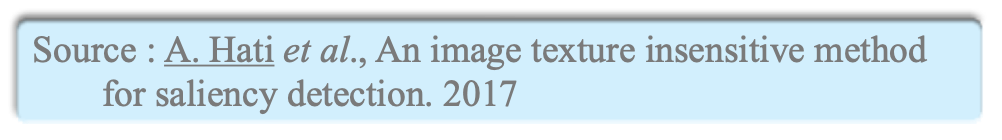 Source : A. Hati et al., An image texture insensitive method
for saliency detection. 2017